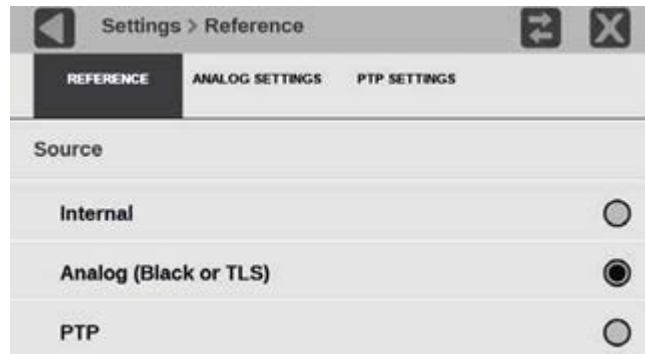 Settings > Reference
REFERENCE ANALOG SETTINGS PTP SETTINGS
Source
Internal
Analog (Black or TLS)
PTP